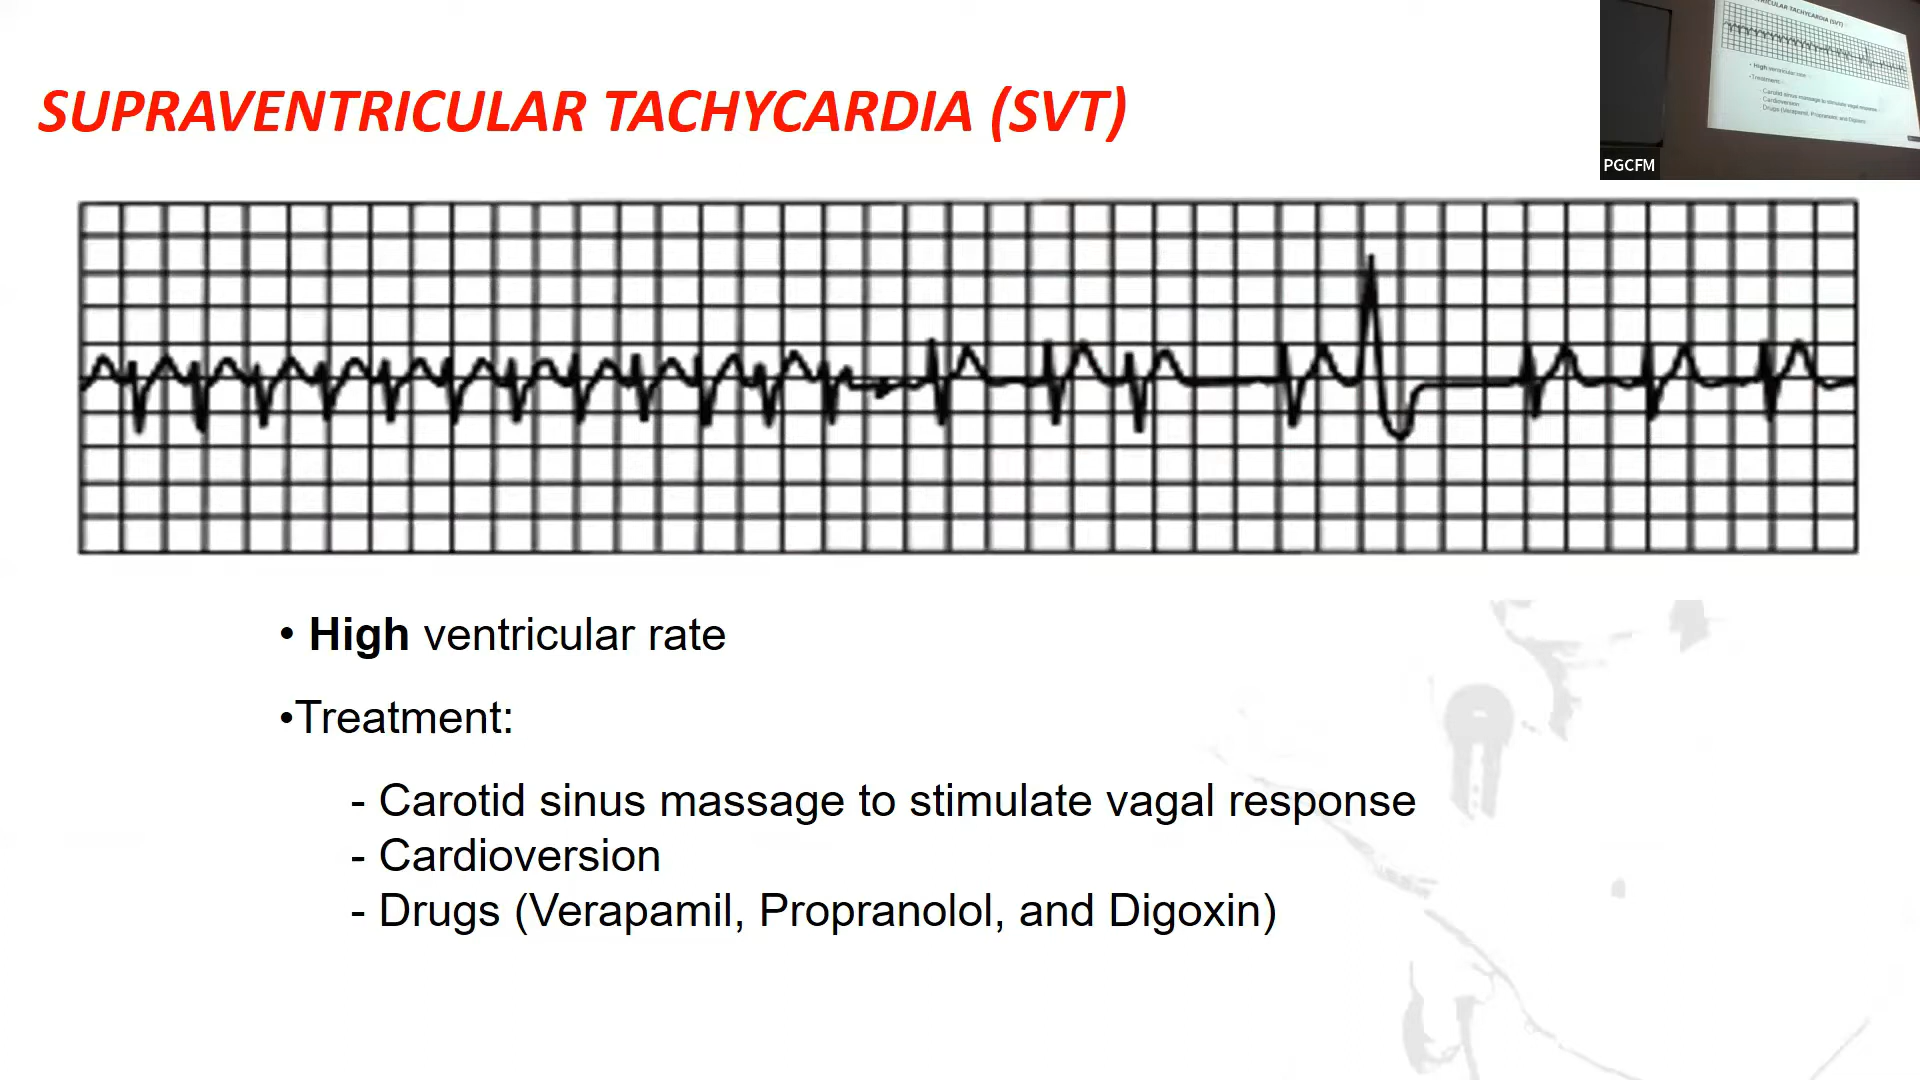 SUPRAVENTRICULAR TACHYCARDIA (SVT)
PGCFM
• High ventricular rate
•Treatment:
- Carotid sinus massage to stimulate vagal response
- Cardioversion
- Drugs (Verapamil, Propranolol, and Digoxin)